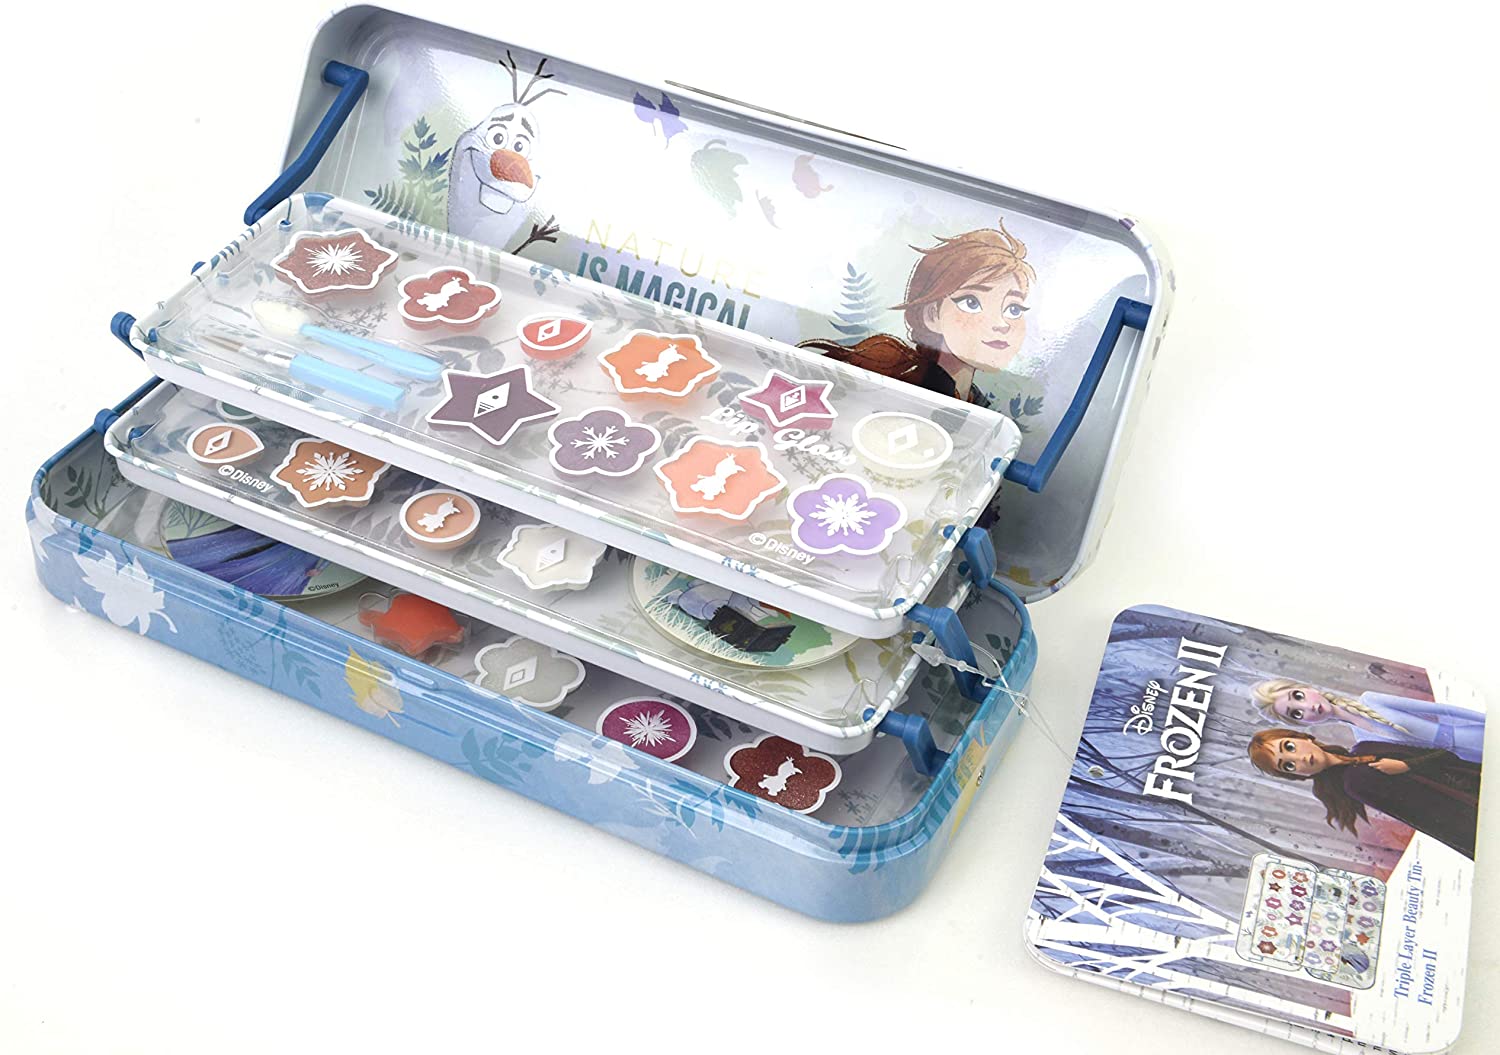 NATURE
IS MAGICAL
Lip Gloss
©Disney
©Disney
©Disney
Disney
FROZEN II
Triple Layer Beauty Tin-
Frozen II